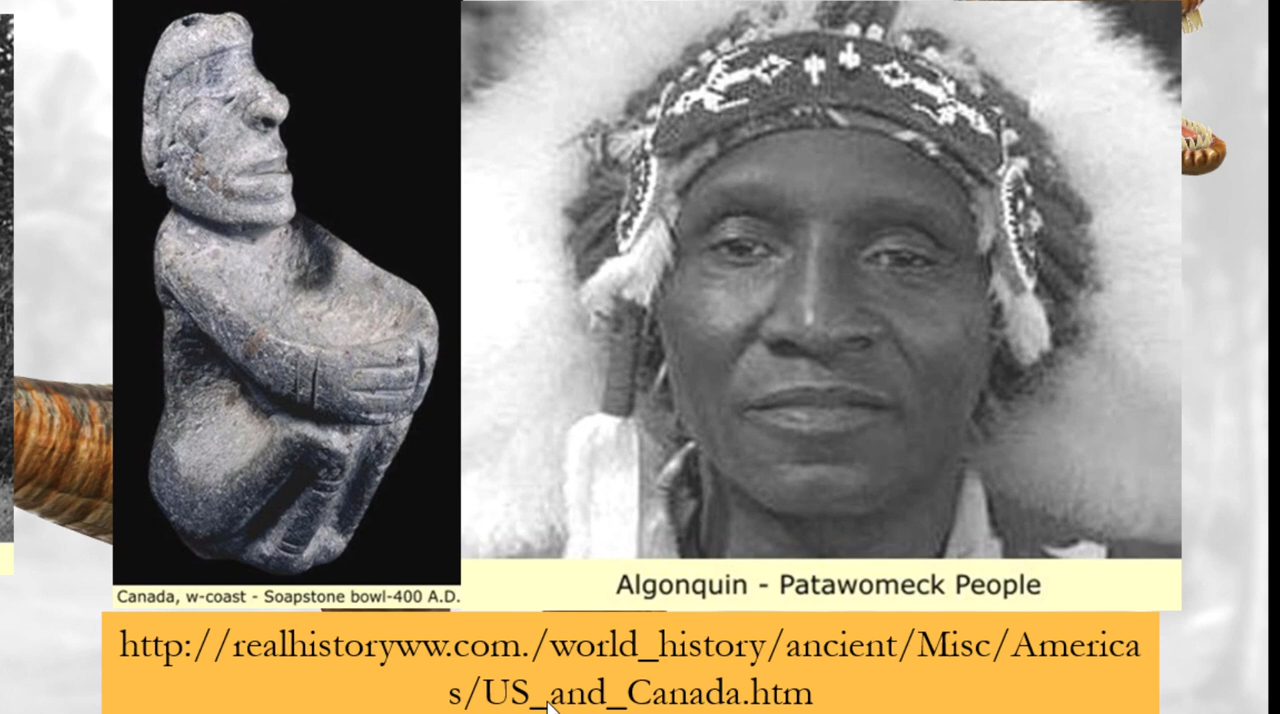 Canada, w-coast - Soapstone bowl-400 A.D.
Algonquin - Patawomeck People
http://realhistoryww.com./world_history/ancient/Misc/America
s/US_and_Canada.htm